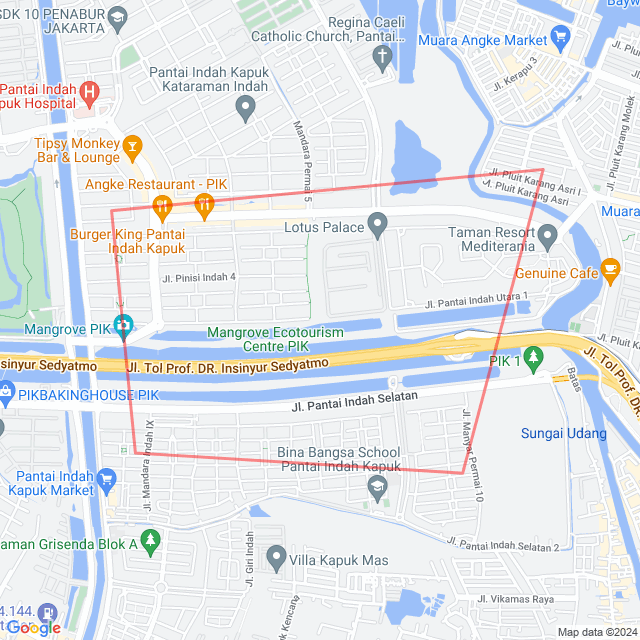 SDK 10 PENABUR
JAKARTA
Regina Caeli
Catholic Church, Pantai...
Bayw
Muara Angke Market
Jl. Kerapu 3
Pantai Indah Kapuk
Kataraman Indah
Pantai Indah
Kapuk Hospital
Jl. Pluit Karang Molek
Mandara Permai 5
Tipsy Monkey
Bar & Lounge
Jl. Pluit Karang Asri I
Jl. Pluit Karang Asri
Angke Restaurant - PIK
Muara
Lotus Palace
Burger King Pantai
Indah Kapuk
Taman Resort
Mediterania
Genuine Cafe
Jl. Pinisi Indah 4
Jl. Pantai Indah Utara 1
Mangrove PIK
Mangrove Ecotourism
Centre PIK
Jl. Pluit
Insinyur Sedyatmo
JL. Tol Prof. DR. Insinyur Sedyatmo
Jl. Tol Prof. DR.
PIK 1
Batas
PIKBAKINGHOUSE.PIK
Jl. Pantai Indah Selatan
Jl. Mandara Indah IX
Jl. Manyar Permai 10
Sungai Udang
Bina Bangsa School
Pantai Indah Kapuk
Pantai Indah
Kapuk Market
Taman Grisenda Blok A
Jl. Pantai Indah Selatan 2
Jl. Giri Indah
Villa Kapuk Mas
Jl. Vikamas Raya
Kapuk Kencana
4.144.
Google
Map data ©2024